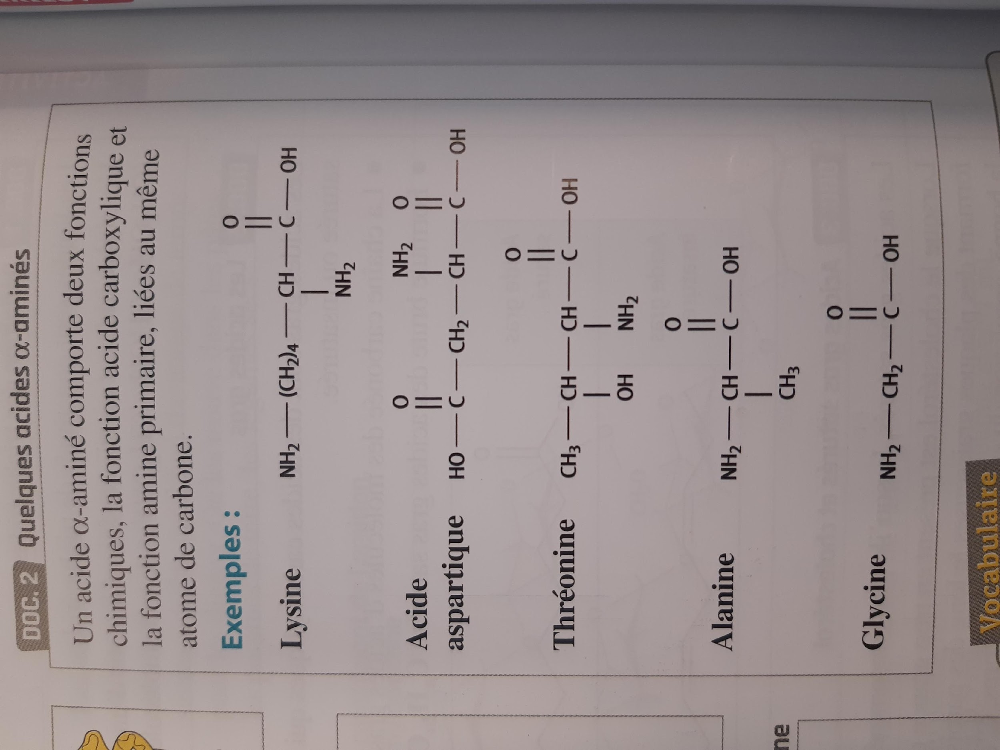 DOC. 2 Quelques acides α-aminés
Un acide α-aminé comporte deux fonctions
chimiques, la fonction acide carboxylique et
la fonction amine primaire, liées au même
atome de carbone.
Exemples :
O
||
Lysine NH₂—(CH₂)₄—CH—C—OH
|
NH₂
Acide O NH₂ O
|| | ||
aspartique HO—C—CH₂—CH—C—OH
O
||
Thréonine CH₃—CH—CH—C—OH
| |
OH NH₂
O
||
Alanine NH₂—CH—C—OH
|
CH₃
O
||
Glycine NH₂—CH₂—C—OH
Vocabulaire